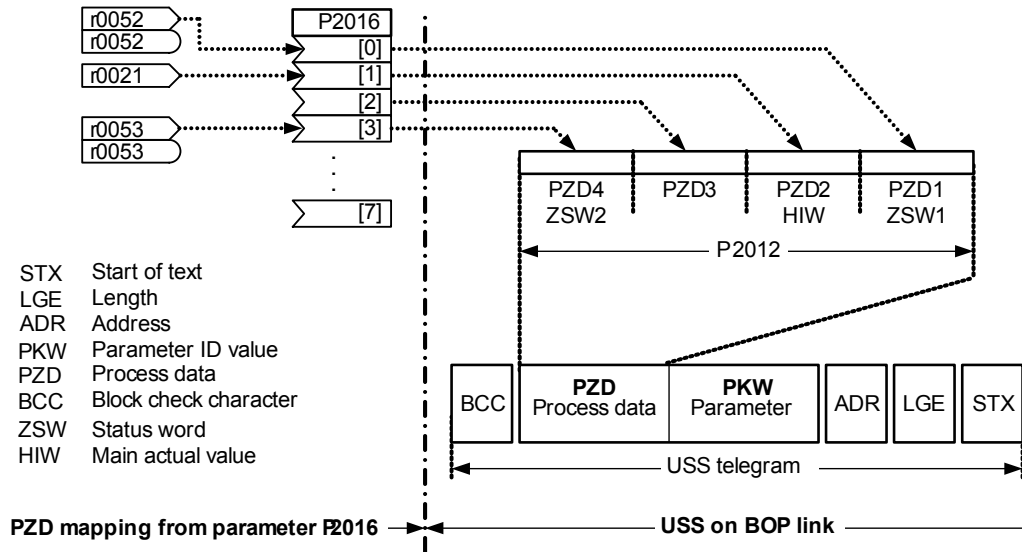 r0052
r0052
r0021
r0053
r0053
P2016
[0]
[1]
[2]
[3]
[7]
PZD4
ZSW2
PZD3
PZD2
HIW
PZD1
ZSW1
P2012
STX Start of text
LGE Length
ADR Address
PKW Parameter ID value
PZD Process data
BCC Block check character
ZSW Status word
HIW Main actual value
BCC
PZD
Process data
PKW
Parameter
ADR
LGE
STX
USS telegram
PZD mapping from parameter P2016
USS on BOP link